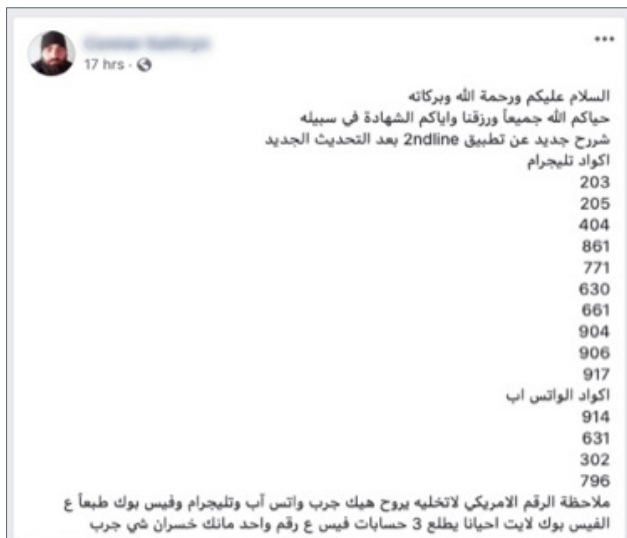 17 hrs ·
السلام عليكم ورحمة الله وبركاته
حياكم الله جميعاً ورزقنا واياكم الشهادة في سبيله
شررح جديد عن تطبيق 2ndline بعد التحديث الجديد
اكواد تليجرام
203
205
404
861
771
630
661
904
906
917
اكواد الواتس اب
914
631
302
796
ملاحظة الرقم الامريكي لاتخليه يروح هيك جرب واتس آب وتليجرام وفيس بوك طبعاً ع
الفيس بوك لايت احيانا يطلع 3 حسابات فيس ع رقم واحد مانك خسران شي جرب